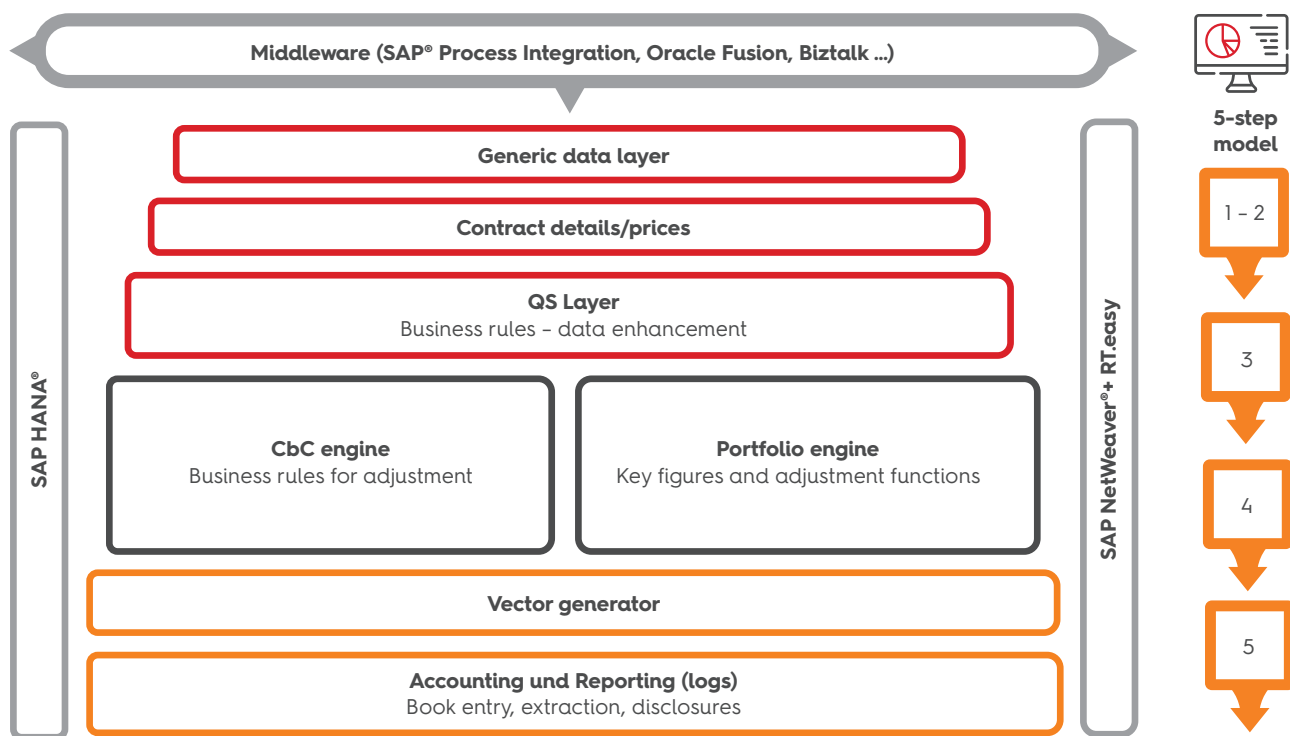 Middleware (SAP® Process Integration, Oracle Fusion, Biztalk ...)
5-step
model
Generic data layer
Contract details/prices
1 – 2
QS Layer
Business rules – data enhancement
3
SAP HANA®
SAP NetWeaver®+ RT.easy
CbC engine
Business rules for adjustment
Portfolio engine
Key figures and adjustment functions
4
Vector generator
5
Accounting und Reporting (logs)
Book entry, extraction, disclosures